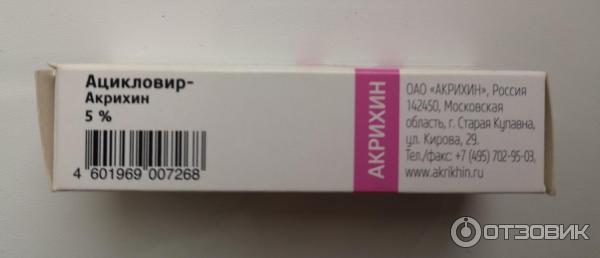 Ацикловир-
Акрихин
5 %
4 601969 007268
АКРИХИН
ОАО «АКРИХИН», Россия
142450, Московская
область, г. Старая Купавна,
ул. Кирова, 29.
Тел./факс: +7 (495) 702-95-03,
www.akrikhin.ru
ОТЗОВИК